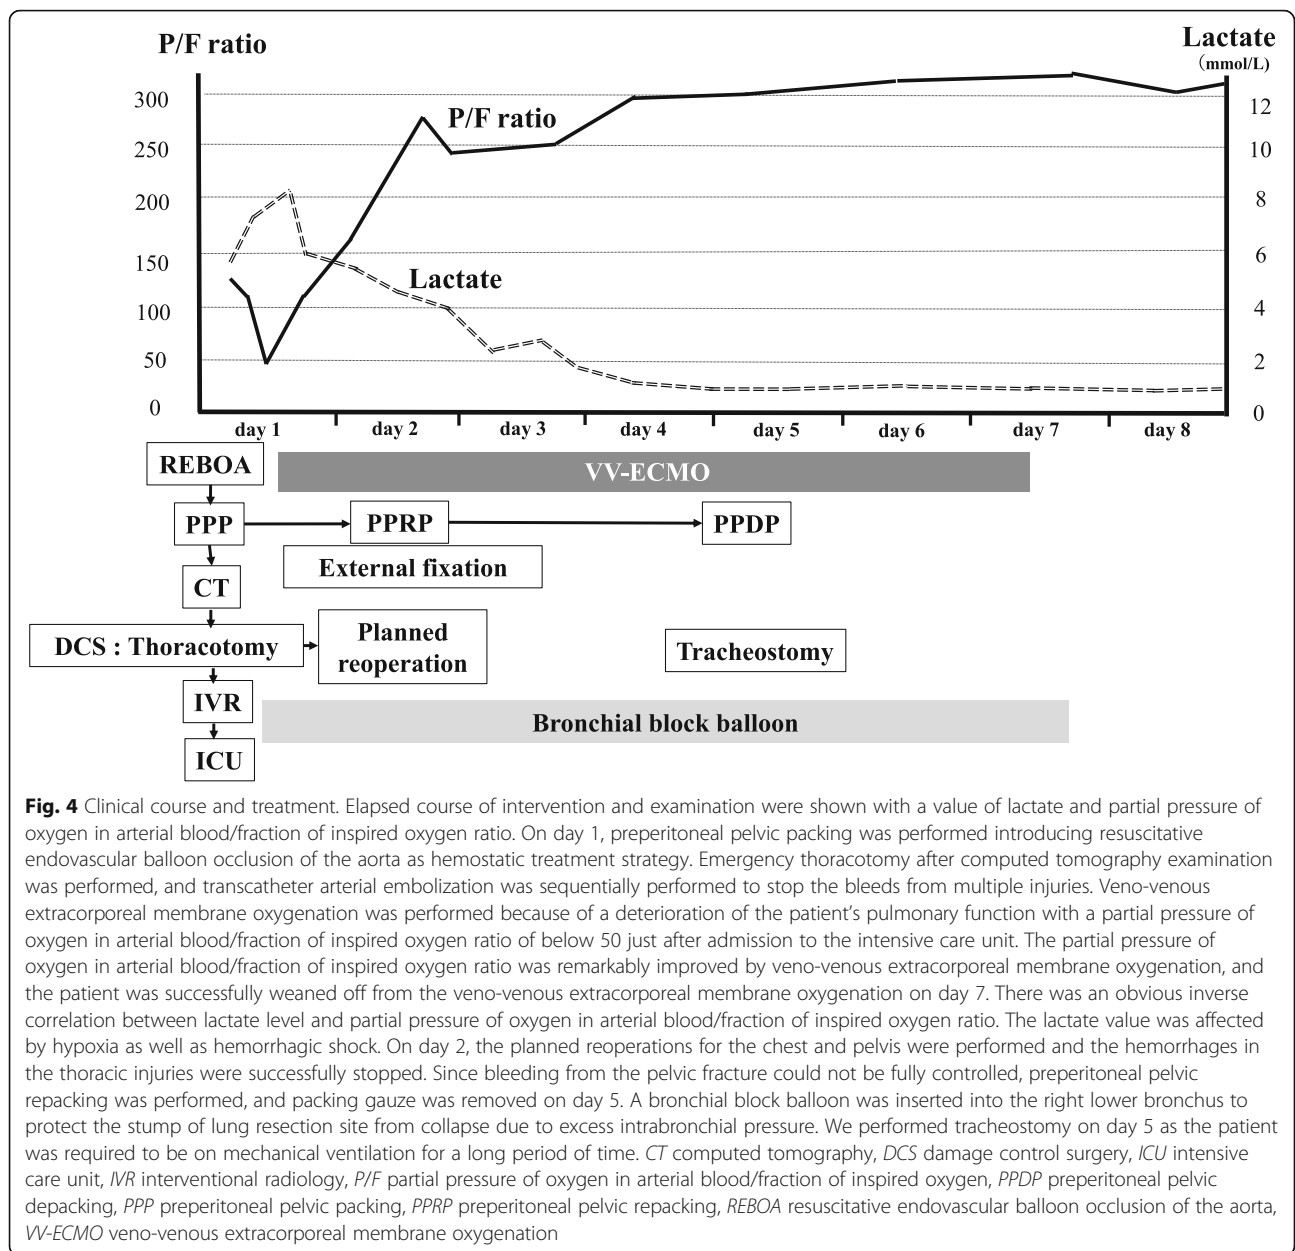 P/F ratio
Lactate
(mmol/L)
300
250
200
150
100
50
0
12
10
8
6
4
2
0
P/F ratio
Lactate
day 1 day 2 day 3 day 4 day 5 day 6 day 7 day 8
REBOA
VV-ECMO
PPP
PPRP
PPDP
External fixation
CT
DCS : Thoracotomy
Planned
reoperation
Tracheostomy
IVR
Bronchial block balloon
ICU
Fig. 4 Clinical course and treatment. Elapsed course of intervention and examination were shown with a value of lactate and partial pressure of
oxygen in arterial blood/fraction of inspired oxygen ratio. On day 1, preperitoneal pelvic packing was performed introducing resuscitative
endovascular balloon occlusion of the aorta as hemostatic treatment strategy. Emergency thoracotomy after computed tomography examination
was performed, and transcatheter arterial embolization was sequentially performed to stop the bleeds from multiple injuries. Veno-venous
extracorporeal membrane oxygenation was performed because of a deterioration of the patient's pulmonary function with a partial pressure of
oxygen in arterial blood/fraction of inspired oxygen ratio of below 50 just after admission to the intensive care unit. The partial pressure of
oxygen in arterial blood/fraction of inspired oxygen ratio was remarkably improved by veno-venous extracorporeal membrane oxygenation, and
the patient was successfully weaned off from the veno-venous extracorporeal membrane oxygenation on day 7. There was an obvious inverse
correlation between lactate level and partial pressure of oxygen in arterial blood/fraction of inspired oxygen ratio. The lactate value was affected
by hypoxia as well as hemorrhagic shock. On day 2, the planned reoperations for the chest and pelvis were performed and the hemorrhages in
the thoracic injuries were successfully stopped. Since bleeding from the pelvic fracture could not be fully controlled, preperitoneal pelvic
repacking was performed, and packing gauze was removed on day 5. A bronchial block balloon was inserted into the right lower bronchus to
protect the stump of lung resection site from collapse due to excess intrabronchial pressure. We performed tracheostomy on day 5 as the patient
was required to be on mechanical ventilation for a long period of time. CT computed tomography, DCS damage control surgery, ICU intensive
care unit, IVR interventional radiology, P/F partial pressure of oxygen in arterial blood/fraction of inspired oxygen, PPDP preperitoneal pelvic
depacking, PPP preperitoneal pelvic packing, PPRP preperitoneal pelvic repacking, REBOA resuscitative endovascular balloon occlusion of the aorta,
VV-ECMO veno-venous extracorporeal membrane oxygenation